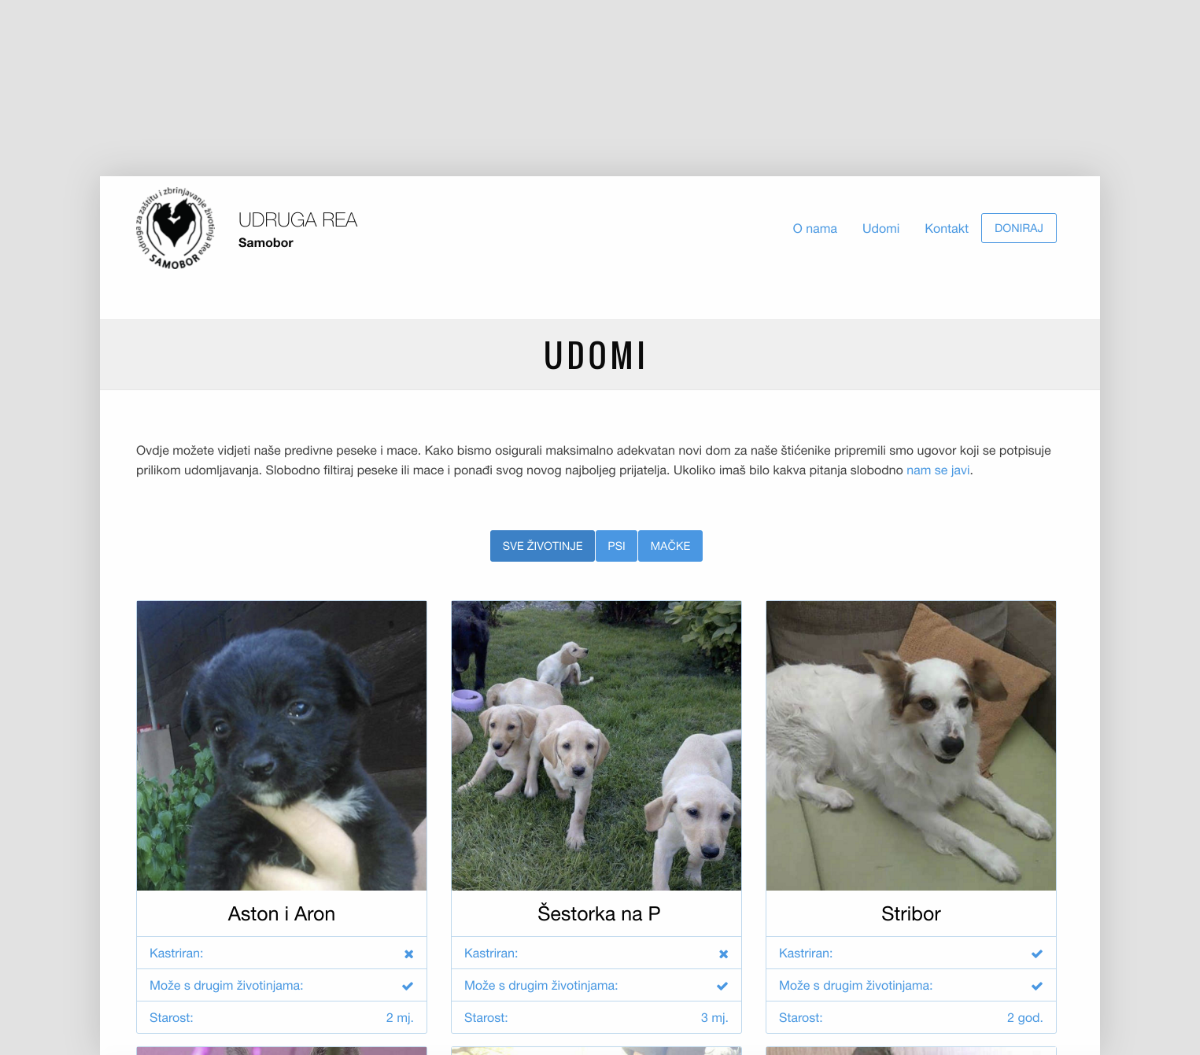 Udruga za zaštitu i zbrinjavanje životinja Rea
SAMOBOR
UDRUGA REA
Samobor
O nama Udomi Kontakt DONIRAJ
UDOMI
Ovdje možete vidjeti naše predivne peseke i mace. Kako bismo osigurali maksimalno adekvatan novi dom za naše štićenike pripremili smo ugovor koji se potpisuje
prilikom udomljavanja. Slobodno filtiraj peseke ili mace i ponađi svog novog najboljeg prijatelja. Ukoliko imaš bilo kakva pitanja slobodno nam se javi.
SVE ŽIVOTINJE PSI MAČKE
Aston i Aron
Kastriran:
Može s drugim životinjama:
Starost: 2 mj.
Šestorka na P
Kastriran:
Može s drugim životinjama:
Starost: 3 mj.
Stribor
Kastriran:
Može s drugim životinjama:
Starost: 2 god.